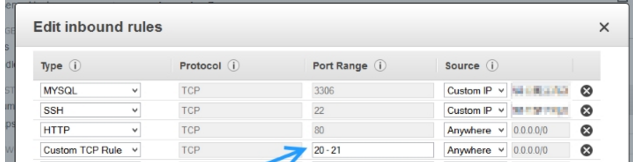 Edit inbound rules
Type Protocol Port Range Source
MYSQL TCP 3306 Custom IP
SSH TCP 22 Custom IP
HTTP TCP 80 Anywhere 0.0.0.0/0
Custom TCP Rule TCP 20 - 21 Anywhere 0.0.0.0/0